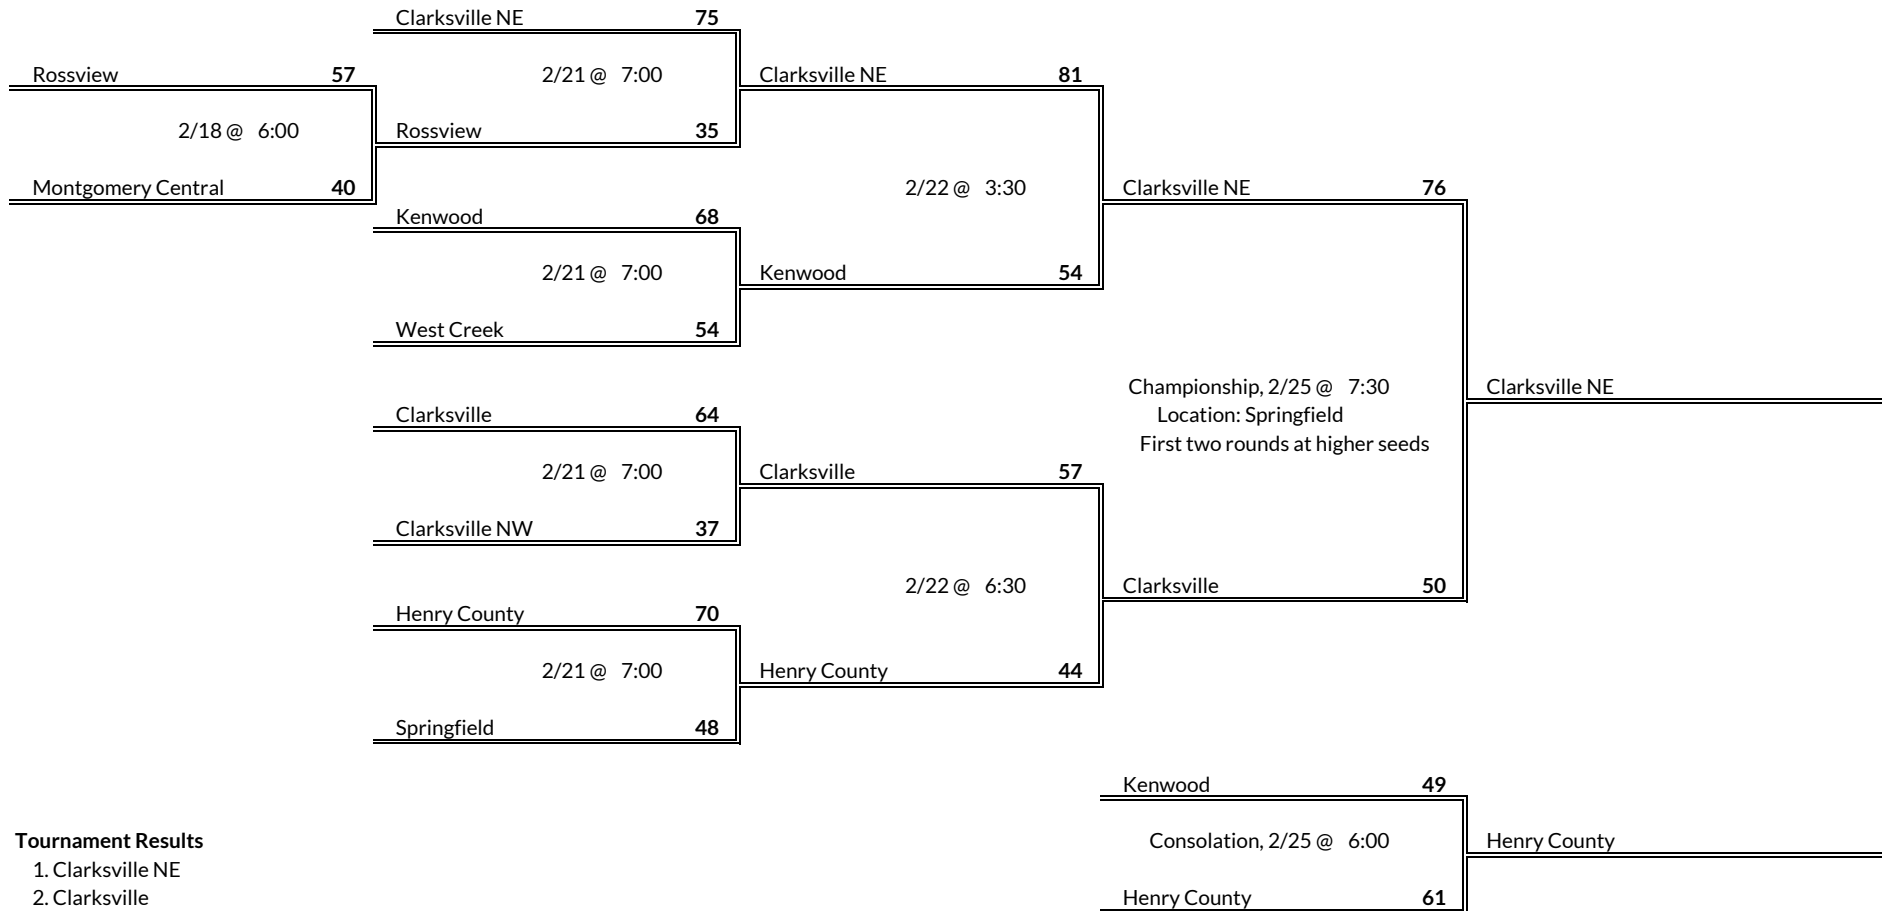 Clarksville NE 75
Rossview 57 2/21 @ 7:00 Clarksville NE 81
2/18 @ 6:00 Rossview 35
Montgomery Central 40 2/22 @ 3:30 Clarksville NE 76
Kenwood 68
2/21 @ 7:00 Kenwood 54
West Creek 54
Championship, 2/25 @ 7:30 Clarksville NE
Clarksville 64 Location: Springfield
First two rounds at higher seeds
2/21 @ 7:00 Clarksville 57
Clarksville NW 37
2/22 @ 6:30 Clarksville 50
Henry County 70
2/21 @ 7:00 Henry County 44
Springfield 48
Kenwood 49
Tournament Results Consolation, 2/25 @ 6:00 Henry County
1. Clarksville NE
2. Clarksville Henry County 61